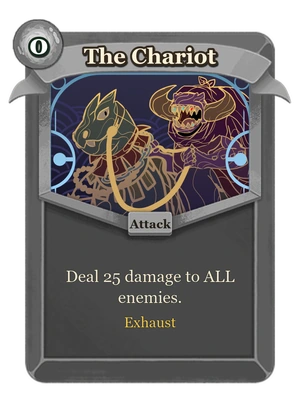 0
The Chariot
Attack
Deal 25 damage to ALL
enemies.
Exhaust